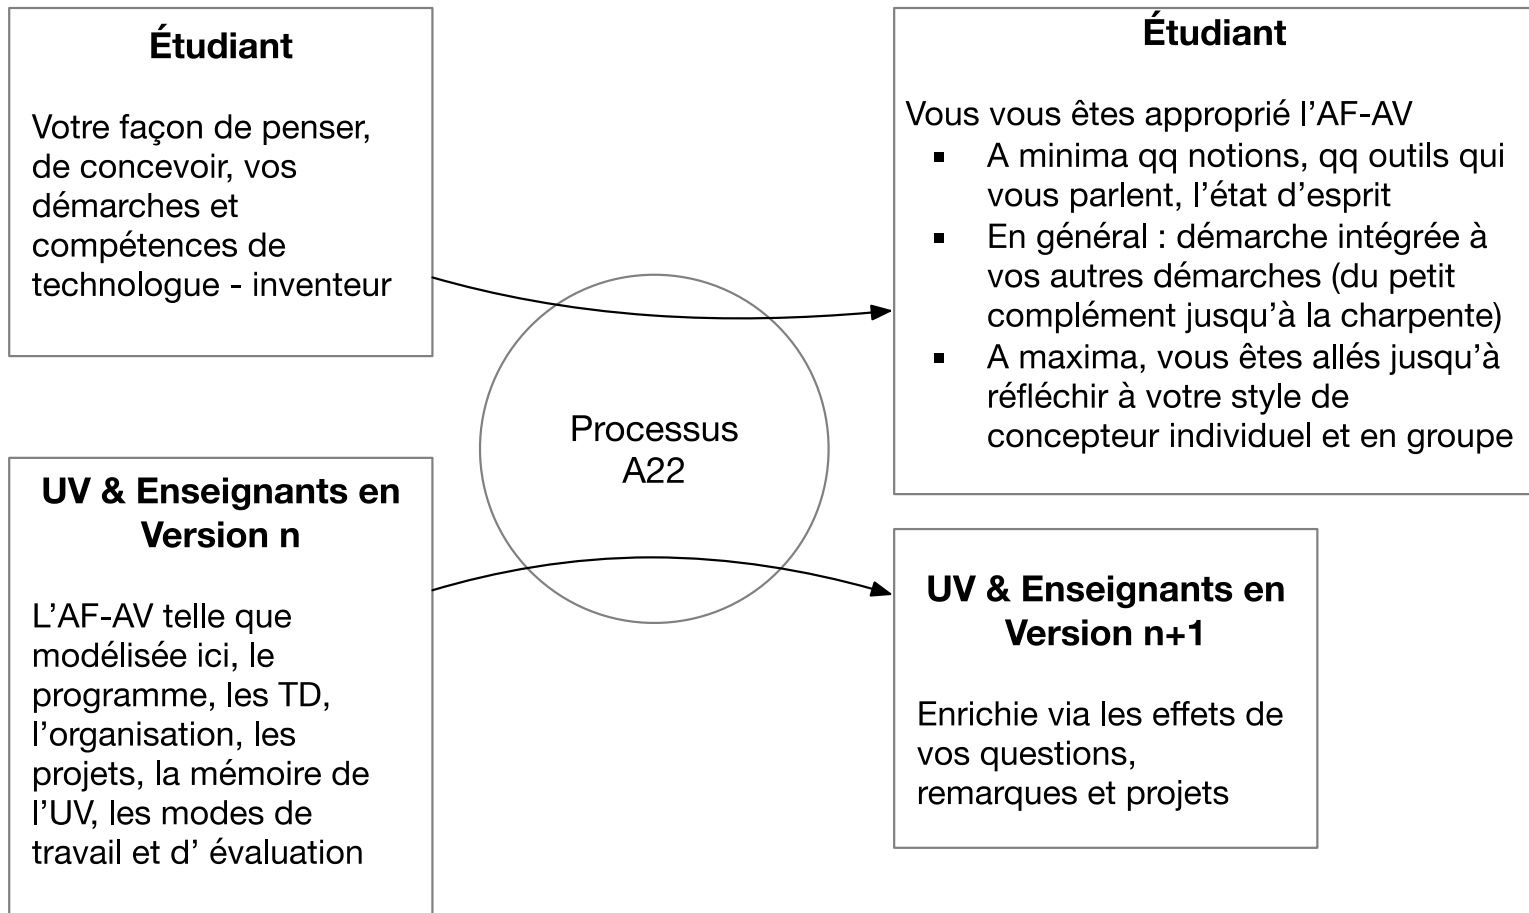 Étudiant
Votre façon de penser,
de concevoir, vos
démarches et
compétences de
technologue - inventeur
UV & Enseignants en
Version n
L’AF-AV telle que
modélisée ici, le
programme, les TD,
l’organisation, les
projets, la mémoire de
l’UV, les modes de
travail et d’ évaluation
Processus
A22
Étudiant
Vous vous êtes approprié l’AF-AV
▪ A minima qq notions, qq outils qui
vous parlent, l’état d’esprit
▪ En général : démarche intégrée à
vos autres démarches (du petit
complément jusqu’à la charpente)
▪ A maxima, vous êtes allés jusqu’à
réfléchir à votre style de
concepteur individuel et en groupe
UV & Enseignants en
Version n+1
Enrichie via les effets de
vos questions,
remarques et projets